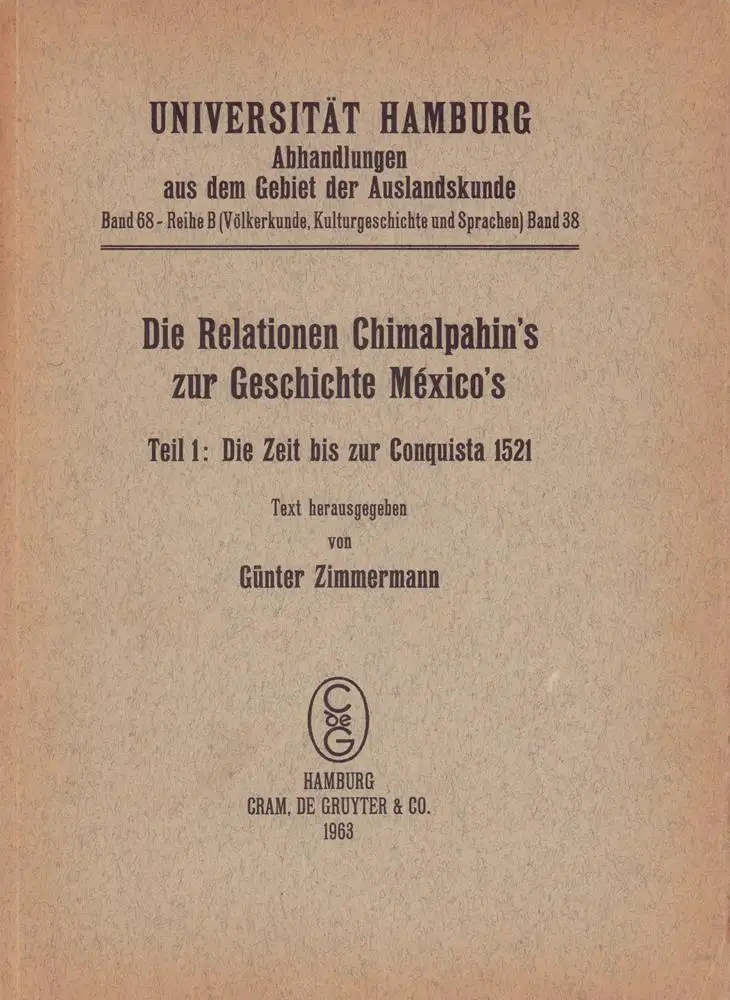 UNIVERSITÄT HAMBURG
Abhandlungen
aus dem Gebiet der Auslandskunde
Band 68 - Reihe B (Völkerkunde, Kulturgeschichte und Sprachen) Band 38
Die Relationen Chimalpahin's
zur Geschichte México's
Teil 1: Die Zeit bis zur Conquista 1521
Text herausgegeben
von
Günter Zimmermann
C
de
G
HAMBURG
CRAM, DE GRUYTER & CO.
1963